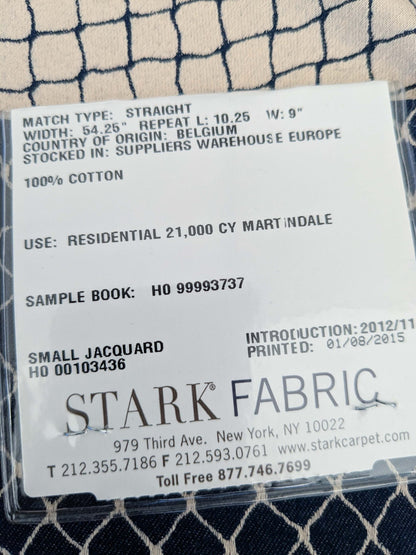 MATCH TYPE: STRAIGHT
WIDTH: 54.25" REPEAT L: 10.25 W: 9"
COUNTRY OF ORIGIN: BELGIUM
STOCKED IN: SUPPLIERS WAREHOUSE EUROPE
100% COTTON
USE: RESIDENTIAL 21,000 CY MARTINDALE
SAMPLE BOOK: HO 99993737
INTRODUCTION: 2012/11
SMALL JACQUARD PRINTED: 01/08/2015
HO 00103436
STARK® FABRIC
979 Third Ave. New York, NY 10022
T 212.355.7186 F 212.593.0761 www.starkcarpet.com
Toll Free 877.746.7699